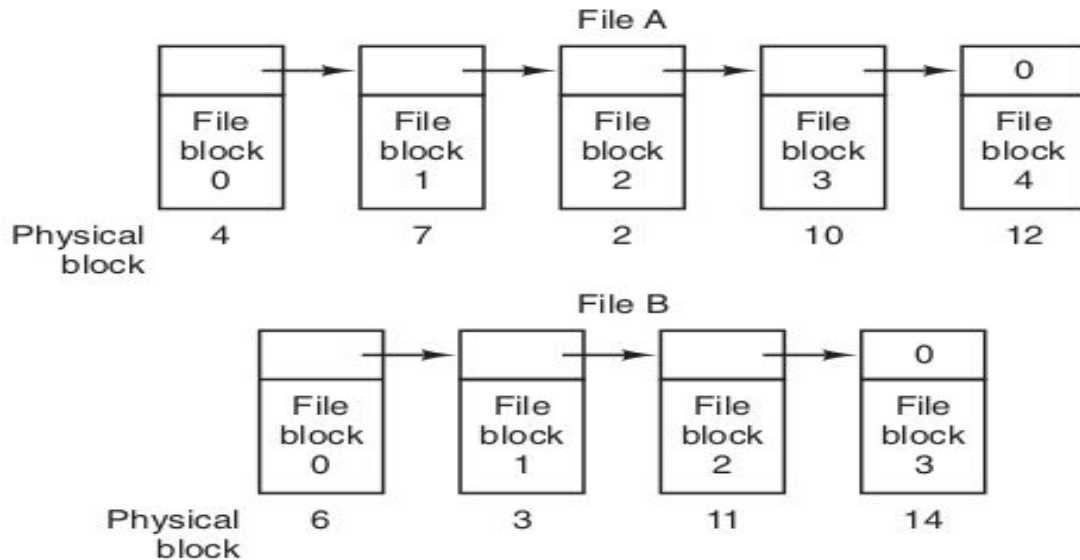 File A
0
File block 0
File block 1
File block 2
File block 3
File block 4
Physical block
4 7 2 10 12
File B
0
File block 0
File block 1
File block 2
File block 3
Physical block
6 3 11 14